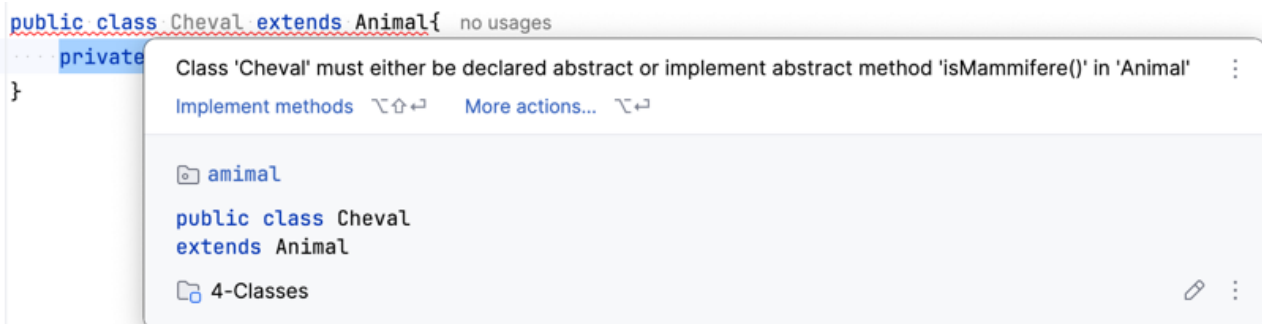 public class Cheval extends Animal{ no usages
private
Class 'Cheval' must either be declared abstract or implement abstract method 'isMammifere()' in 'Animal'
Implement methods ⌥⇧⏎ More actions... ⌥⏎
amimal
public class Cheval
extends Animal
4-Classes
}